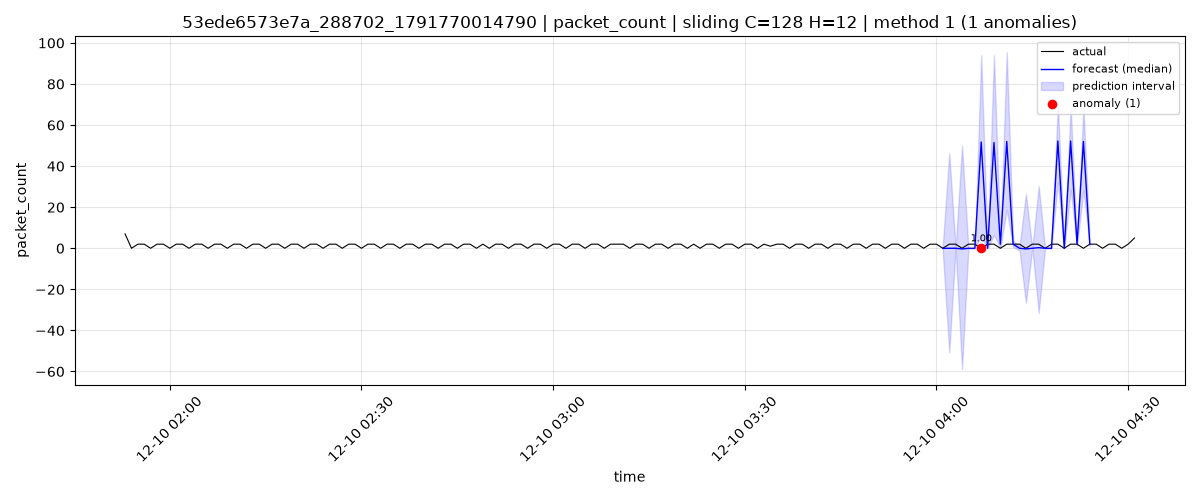 53ede6573e7a_288702_1791770014790 | packet_count | sliding C=128 H=12 | method 1 (1 anomalies)
packet_count
100
80
60
40
20
0
−20
−40
−60
actual
forecast (median)
prediction interval
anomaly (1)
1.00
12-10 02:00
12-10 02:30
12-10 03:00
12-10 03:30
12-10 04:00
12-10 04:30
time